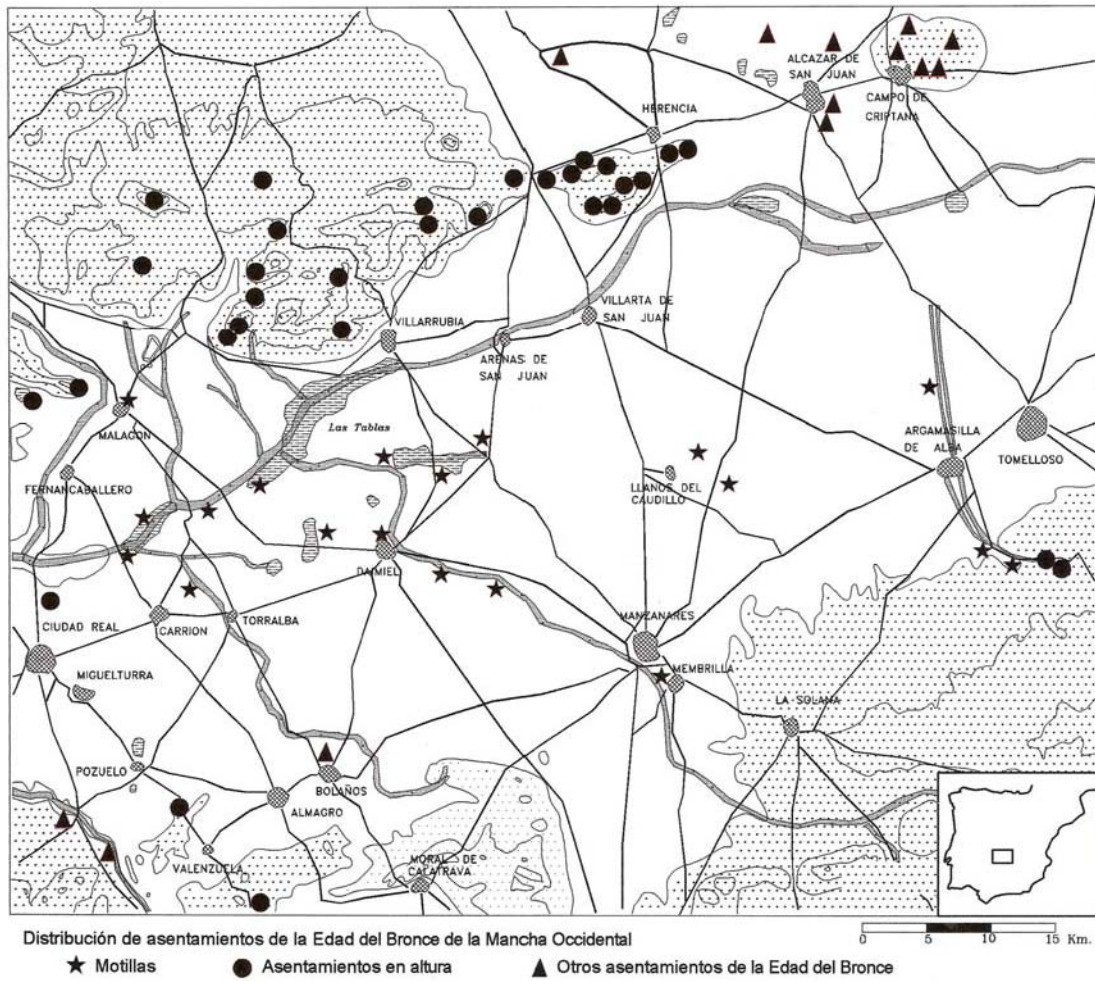 ALCAZAR DE
SAN JUAN
CAMPO DE
CRIPTANA
HERENCIA
VILLARTA DE
SAN JUAN
VILLARRUBIA
ARENAS DE
SAN JUAN
Las Tablas
MALAGON
FERNANCABALLERO
LLANOS DEL
CAUDILLO
ARGAMASILLA
DE ALBA
TOMELLOSO
DAIMIEL
CIUDAD REAL
CARRION
TORRALBA
MANZANARES
MIGUELTURRA
MEMBRILLA
LA SOLANA
POZUELO
BOLAÑOS
ALMAGRO
VALENZUELA
MORAL DE
CALATRAVA
Distribución de asentamientos de la Edad del Bronce de la Mancha Occidental
0 5 10 15 Km.
Motillas
Asentamientos en altura
Otros asentamientos de la Edad del Bronce